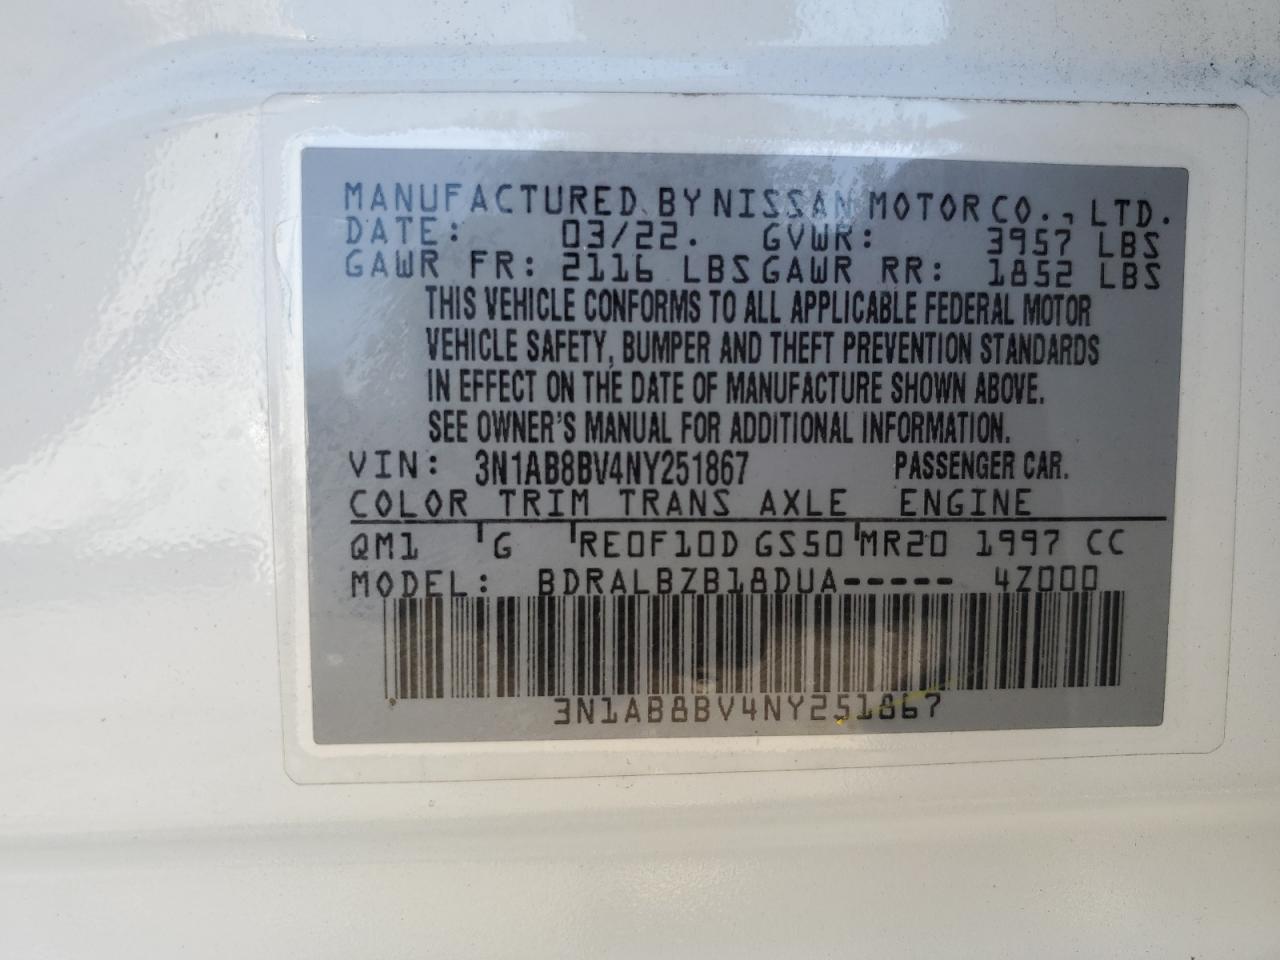 MANUFACTURED BY NISSAN MOTOR CO., LTD.
DATE: 03/22. GVWR: 3957 LBS
GAWR FR: 2116 LBS GAWR RR: 1852 LBS
THIS VEHICLE CONFORMS TO ALL APPLICABLE FEDERAL MOTOR
VEHICLE SAFETY, BUMPER AND THEFT PREVENTION STANDARDS
IN EFFECT ON THE DATE OF MANUFACTURE SHOWN ABOVE.
SEE OWNER'S MANUAL FOR ADDITIONAL INFORMATION.
VIN: 3N1AB8BV4NY251867 PASSENGER CAR.
COLOR TRIM TRANS AXLE ENGINE
QM1 G RE0F10D GS50 MR20 1997 CC
MODEL: BDRALBZB18DUA----- 4Z000
3N1AB8BV4NY251867